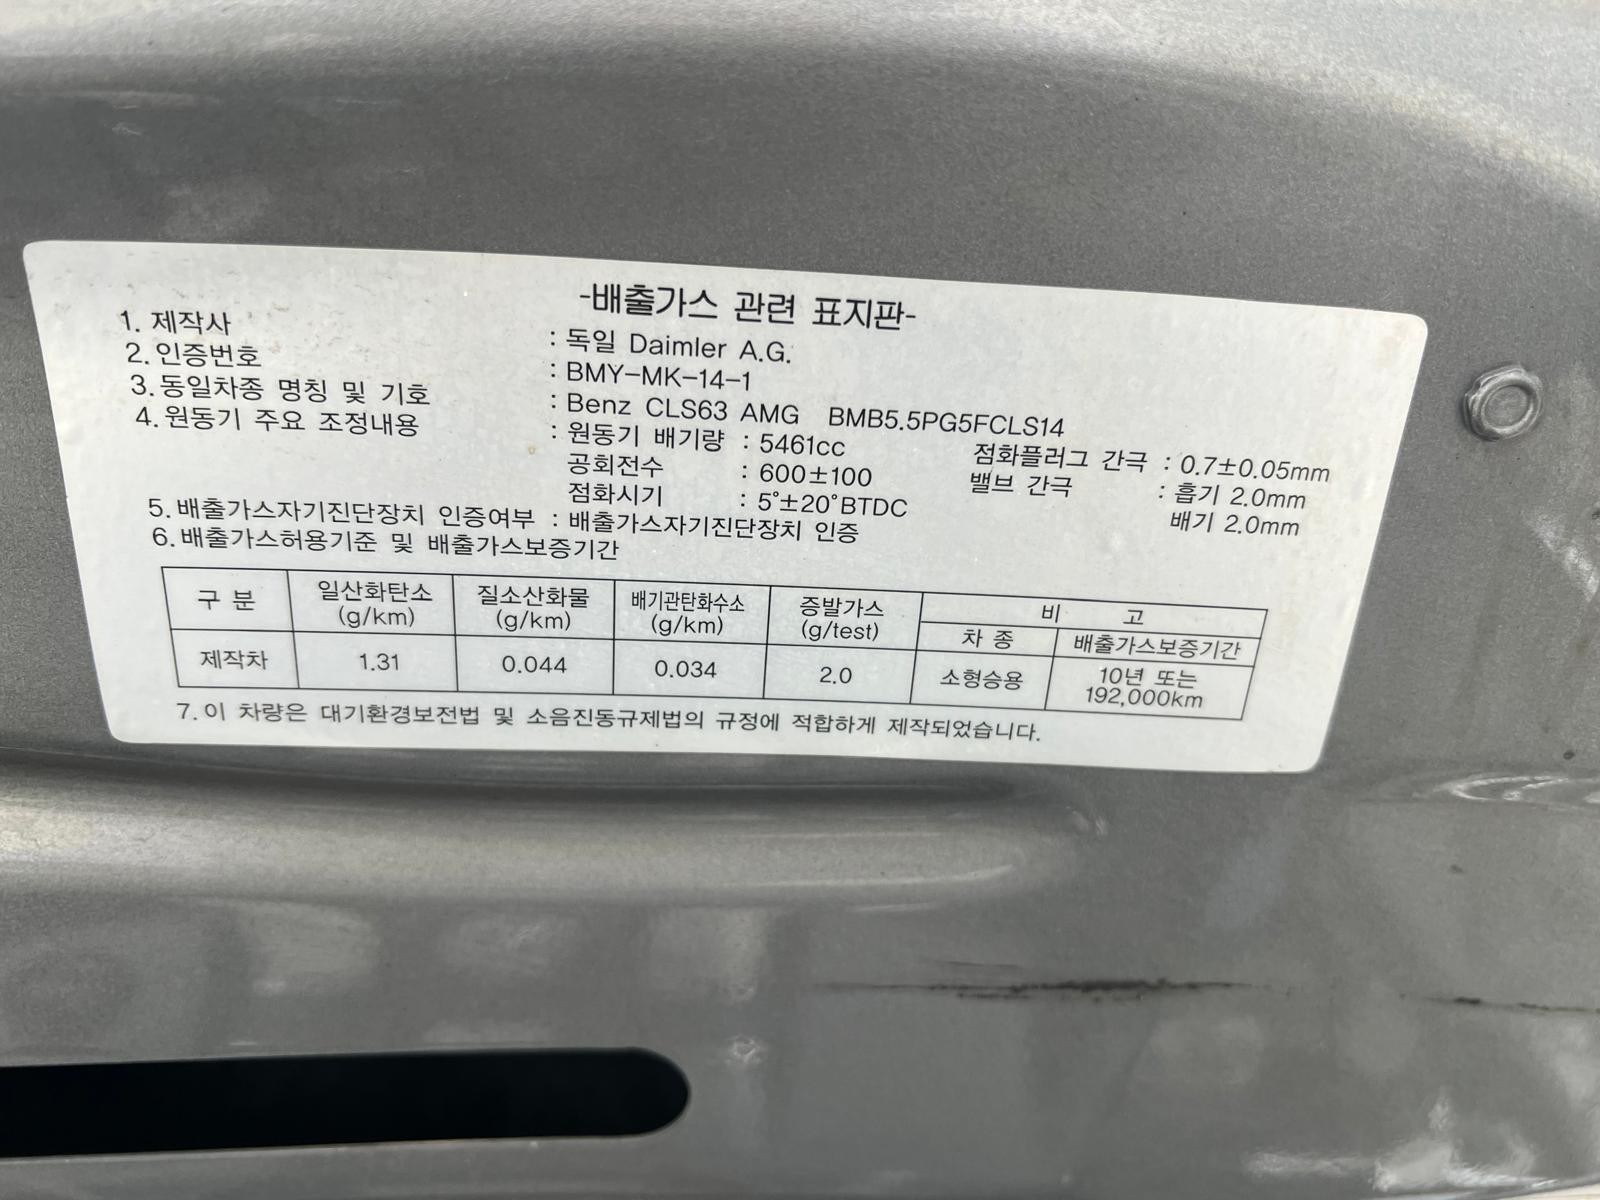 -배출가스 관련 표지판-
1. 제작사 : 독일 Daimler A.G.
2. 인증번호 : BMY-MK-14-1
3. 동일차종 명칭 및 기호 : Benz CLS63 AMG BMB5.5PG5FCLS14
4. 원동기 주요 조정내용 : 원동기 배기량 : 5461cc 점화플러그 간극 : 0.7±0.05mm
공회전수 : 600±100 밸브 간극 : 흡기 2.0mm
점화시기 : 5°±20°BTDC 배기 2.0mm
5. 배출가스자기진단장치 인증여부 : 배출가스자기진단장치 인증
6. 배출가스허용기준 및 배출가스보증기간
구 분 일산화탄소 (g/km) 질소산화물 (g/km) 배기관탄화수소 (g/km) 증발가스 (g/test) 비 고
차 종 배출가스보증기간
제작차 1.31 0.044 0.034 2.0 소형승용 10년 또는 192,000km
7. 이 차량은 대기환경보전법 및 소음진동규제법의 규정에 적합하게 제작되었습니다.